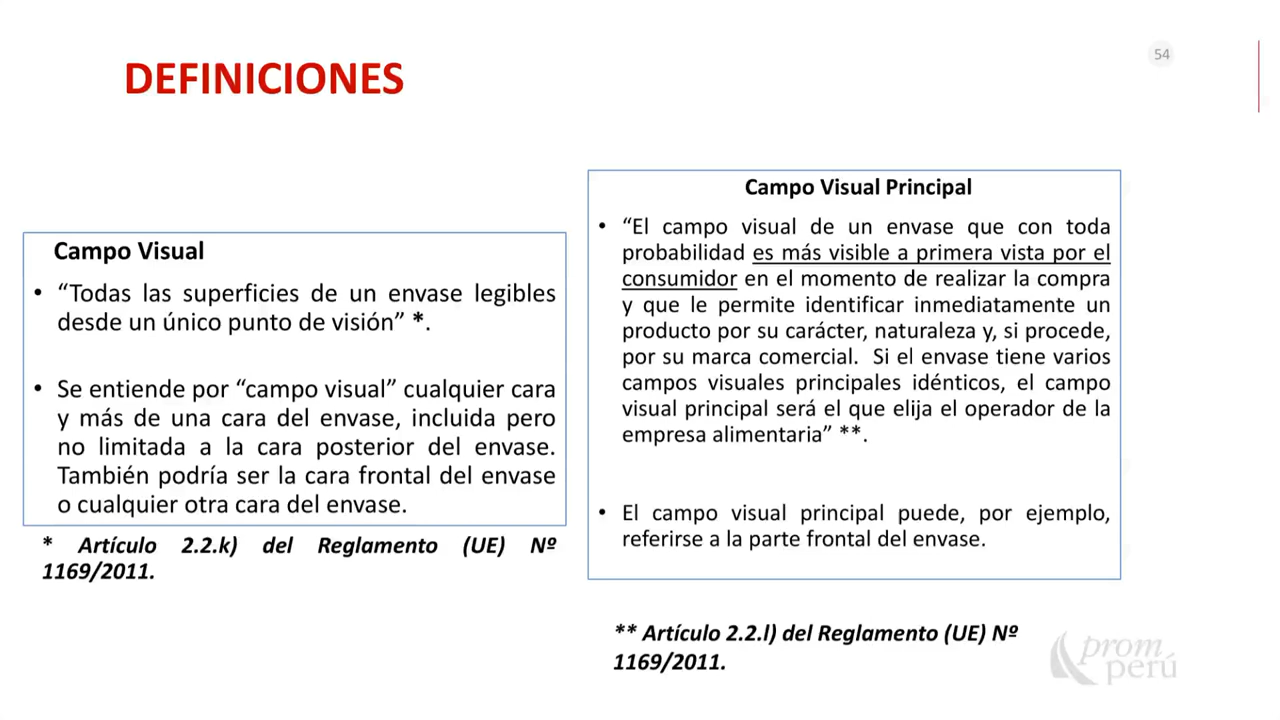 54
DEFINICIONES
Campo Visual
• “Todas las superficies de un envase legibles
desde un único punto de visión” *.
• Se entiende por “campo visual” cualquier cara
y más de una cara del envase, incluida pero
no limitada a la cara posterior del envase.
También podría ser la cara frontal del envase
o cualquier otra cara del envase.
* Artículo 2.2.k) del Reglamento (UE) Nº
1169/2011.
Campo Visual Principal
• “El campo visual de un envase que con toda
probabilidad es más visible a primera vista por el
consumidor en el momento de realizar la compra
y que le permite identificar inmediatamente un
producto por su carácter, naturaleza y, si procede,
por su marca comercial. Si el envase tiene varios
campos visuales principales idénticos, el campo
visual principal será el que elija el operador de la
empresa alimentaria” **.
• El campo visual principal puede, por ejemplo,
referirse a la parte frontal del envase.
** Artículo 2.2.l) del Reglamento (UE) Nº
1169/2011.
prom
perú